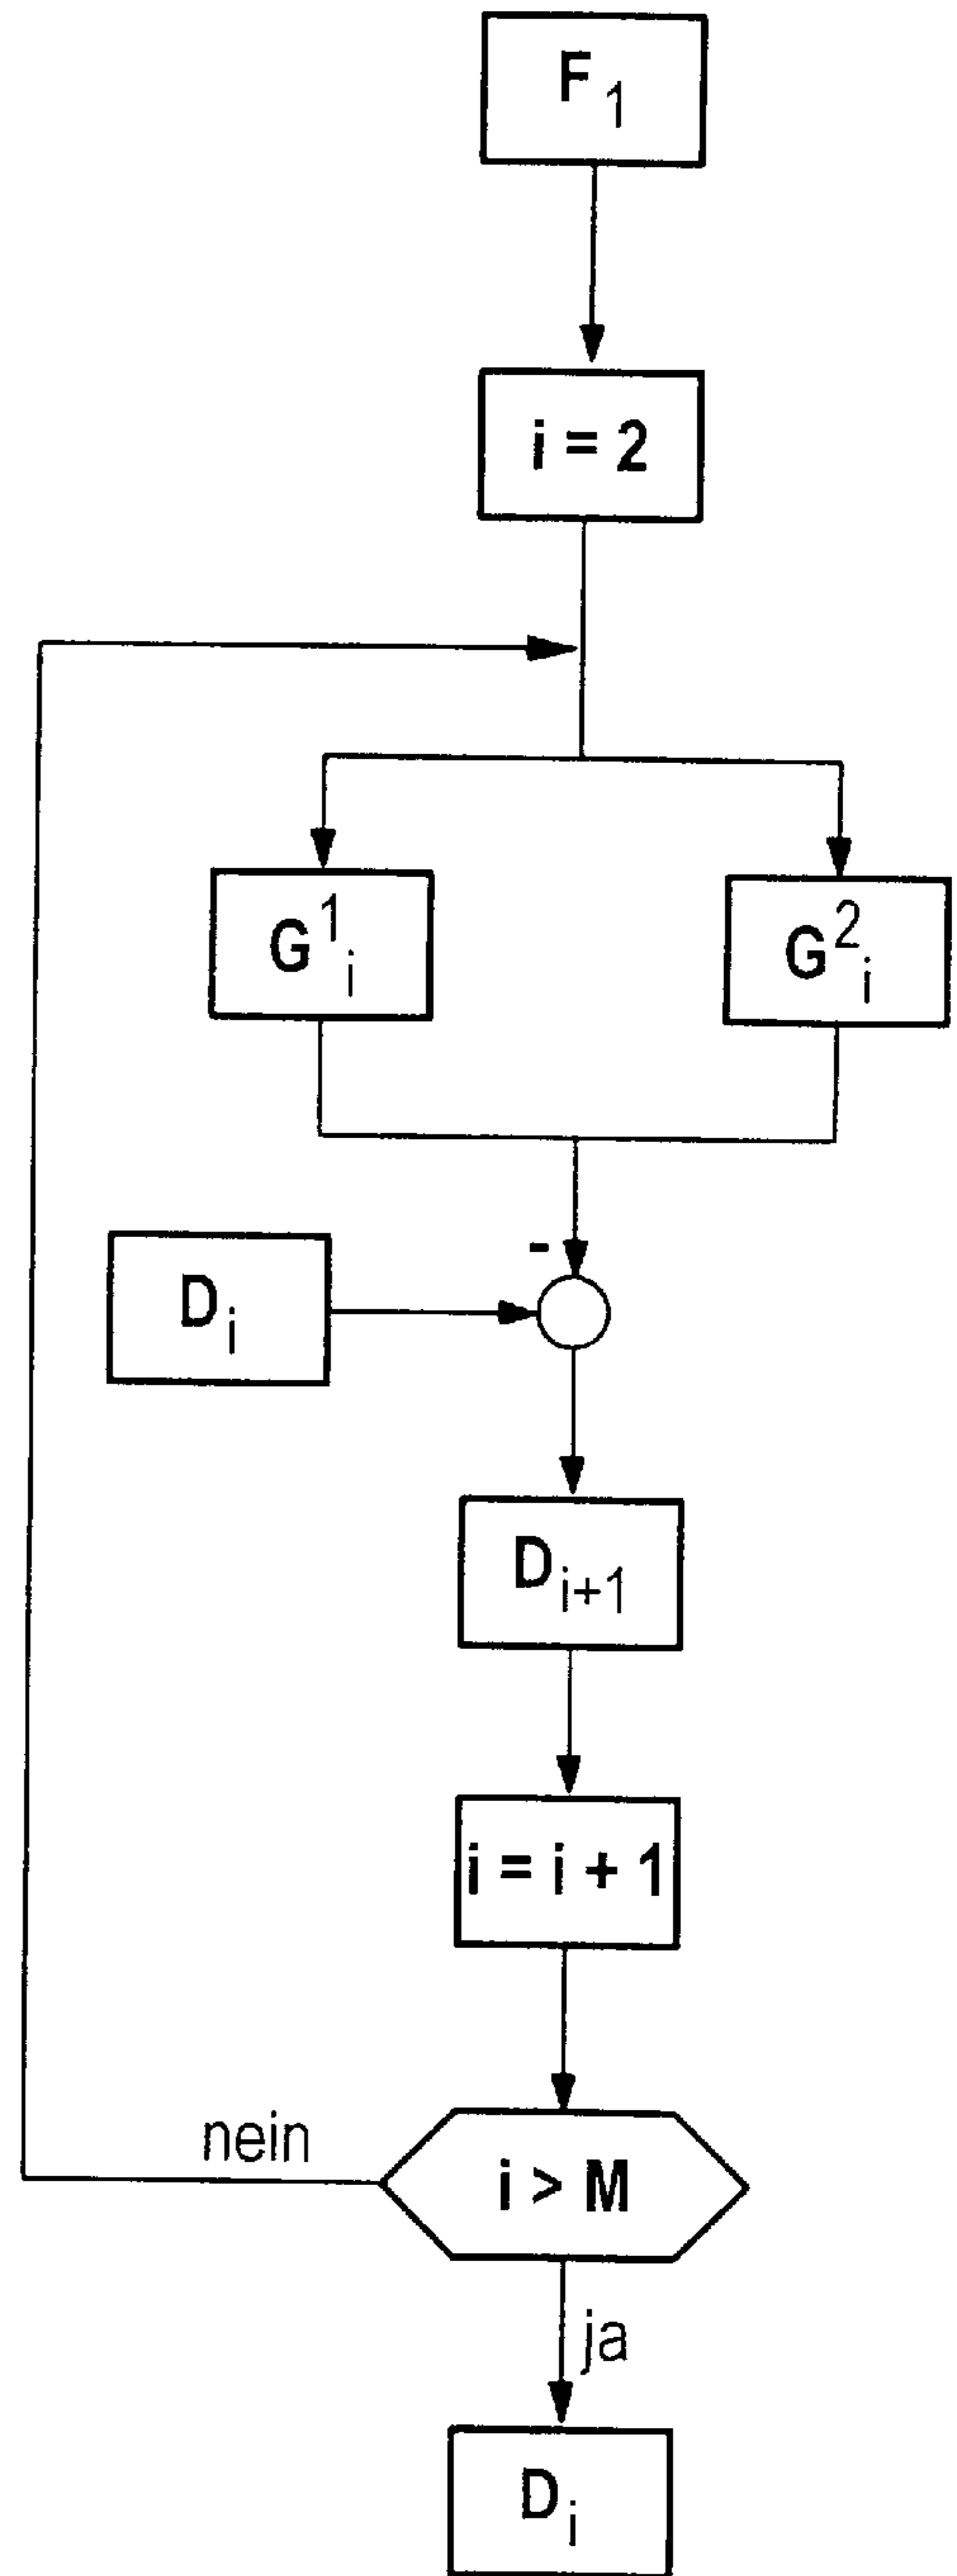 F₁
i = 2
G¹ᵢ
G²ᵢ
-
Dᵢ
Dᵢ₊₁
i = i + 1
nein
i > M
ja
Dᵢ